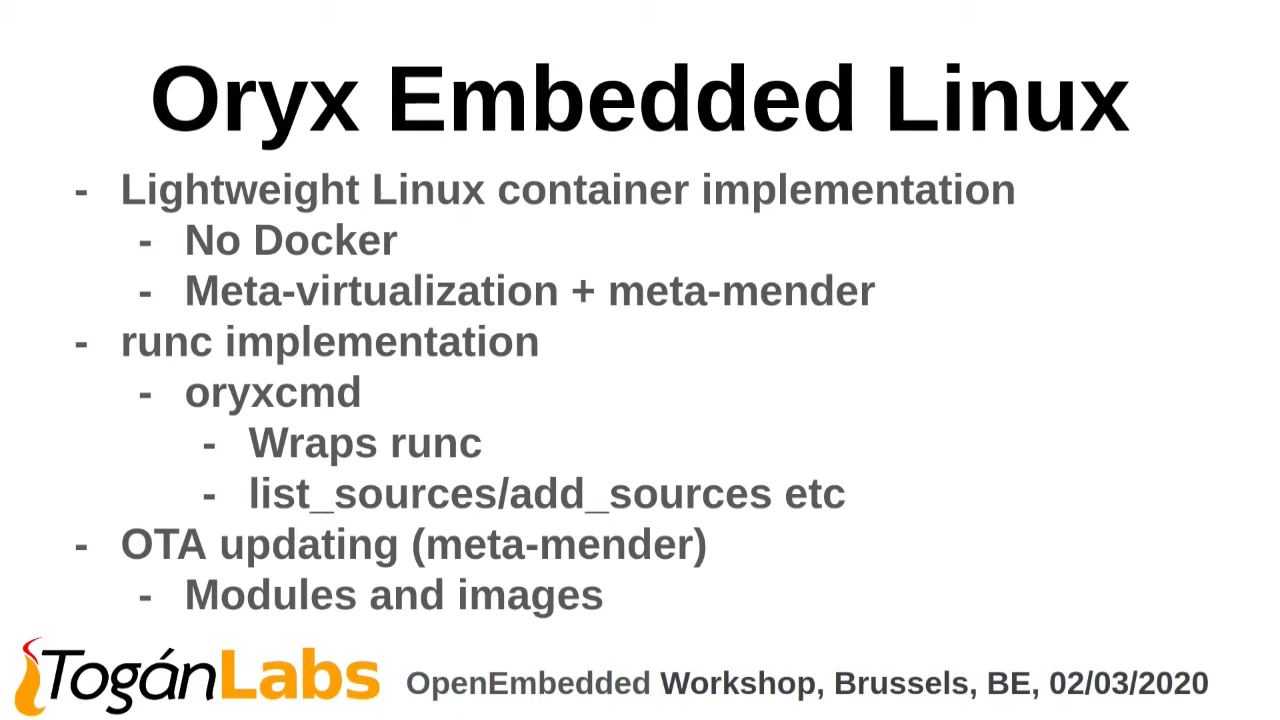 Oryx Embedded Linux
- Lightweight Linux container implementation
- No Docker
- Meta-virtualization + meta-mender
- runc implementation
- oryxcmd
- Wraps runc
- list_sources/add_sources etc
- OTA updating (meta-mender)
- Modules and images
TogánLabs
OpenEmbedded Workshop, Brussels, BE, 02/03/2020